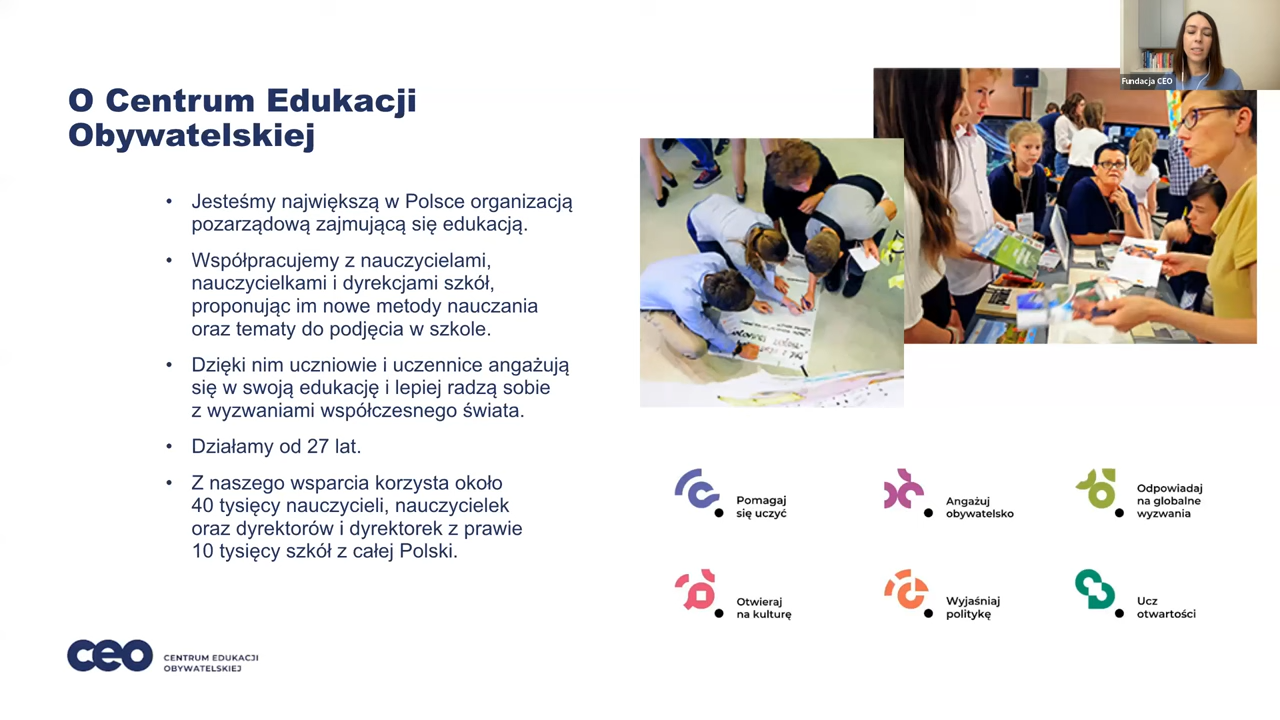 Fundacja CEO
O Centrum Edukacji
Obywatelskiej
• Jesteśmy największą w Polsce organizacją
pozarządową zajmującą się edukacją.
• Współpracujemy z nauczycielami,
nauczycielkami i dyrekcjami szkół,
proponując im nowe metody nauczania
oraz tematy do podjęcia w szkole.
• Dzięki nim uczniowie i uczennice angażują
się w swoją edukację i lepiej radzą sobie
z wyzwaniami współczesnego świata.
• Działamy od 27 lat.
• Z naszego wsparcia korzysta około
40 tysięcy nauczycieli, nauczycielek
oraz dyrektorów i dyrektorek z prawie
10 tysięcy szkół z całej Polski.
Pomagaj
się uczyć
Angażuj
obywatelsko
Odpowiadaj
na globalne
wyzwania
Otwieraj
na kulturę
Wyjaśniaj
politykę
Ucz
otwartości
ceo
CENTRUM EDUKACJI
OBYWATELSKIEJ